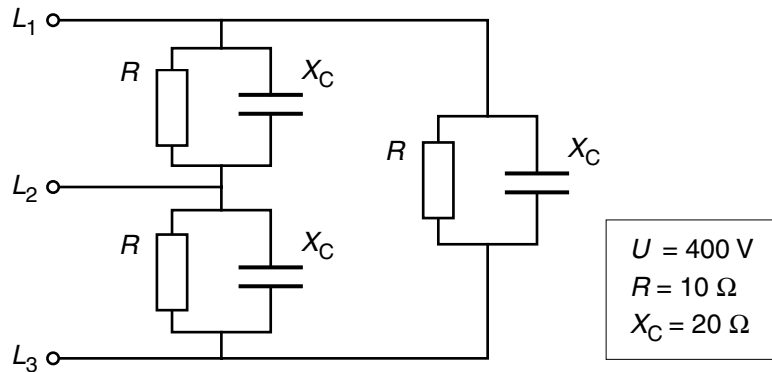 L1
R
XC
R
XC
L2
R
XC
L3
U = 400 V
R = 10 Ω
XC = 20 Ω